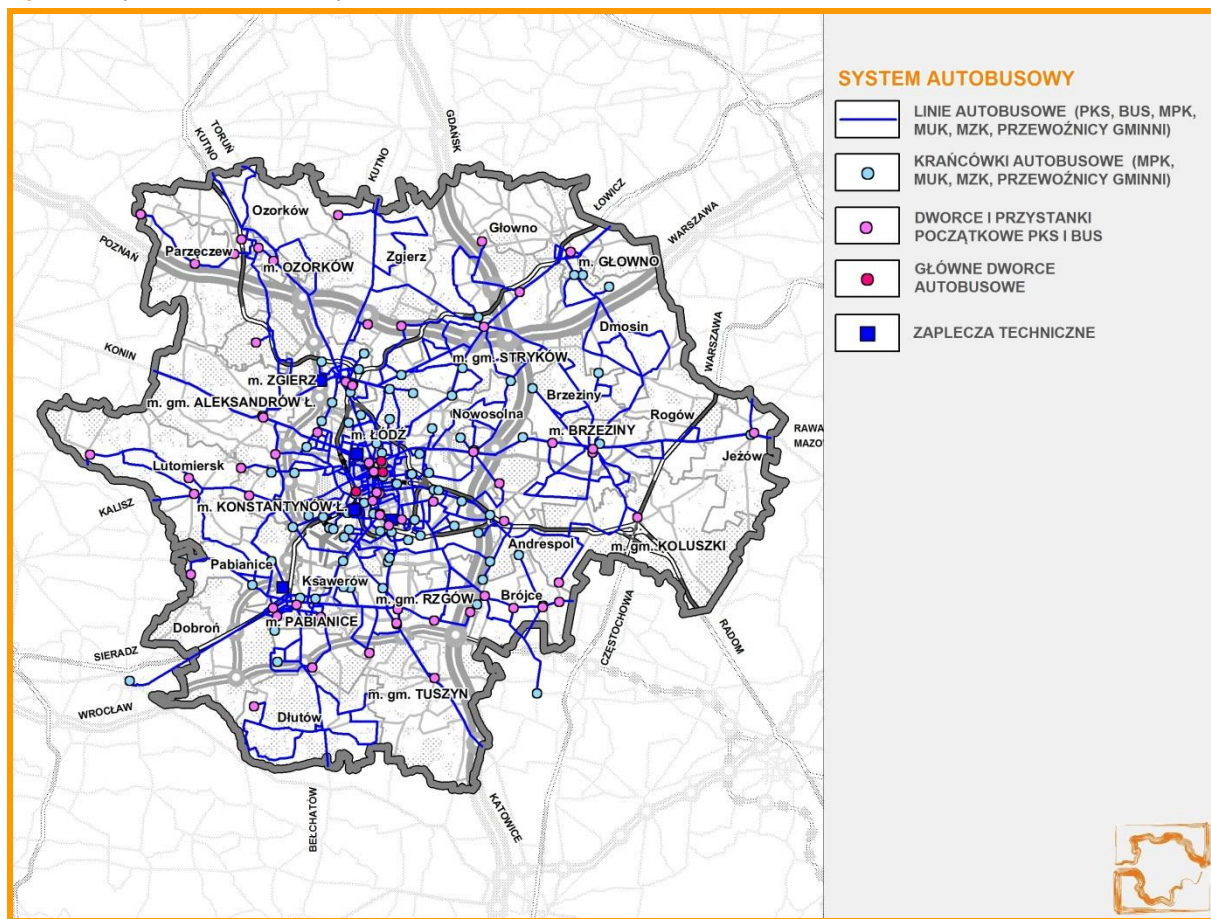 SYSTEM AUTOBUSOWY
LINIE AUTOBUSOWE (PKS, BUS, MPK,
MUK, MZK, PRZEWOŹNICY GMINNI)
KRAŃCÓWKI AUTOBUSOWE (MPK,
MUK, MZK, PRZEWOŹNICY GMINNI)
DWORCE I PRZYSTANKI
POCZĄTKOWE PKS I BUS
GŁÓWNE DWORCE
AUTOBUSOWE
ZAPLECZA TECHNICZNE
TORUŃ
KUTNO
KUTNO
GDAŃSK
ŁOWICZ
WARSZAWA
POZNAŃ
Ozorków
Parzęczew
m. OZORKÓW
Zgierz
Głowno
m. GŁOWNO
Dmosin
WARSZAWA
KONIN
m. ZGIERZ
m. gm. STRYKÓW
m. gm. ALEKSANDRÓW Ł.
Brzeziny
Nowosolna
Rogów
m. ŁÓDŹ
m. BRZEZINY
RAWA
MAZO
Jeżów
Lutomiersk
KALISZ
m. KONSTANTYNÓW Ł.
Andrespol
m. gm. KOLUSZKI
Pabianice
Ksawerów
Brójce
m. gm. RZGÓW
Dobroń
m. PABIANICE
SIERADZ
CZĘSTOCHOWA
RADOM
WROCŁAW
m. gm. TUSZYN
Dłutów
BEŁCHATÓW
KATOWICE